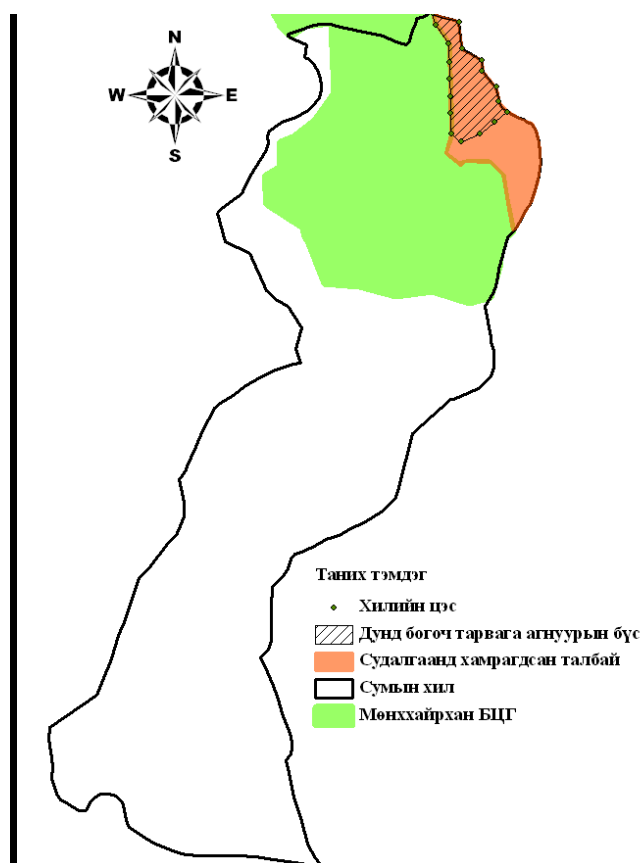 N
W E
S
Таних тэмдэг
Хилийн цэс
Дунд богоч тарвага агнуурын бүс
Судалгаанд хамрагдсан талбай
Сумын хил
Мөнххайрхан БЦГ